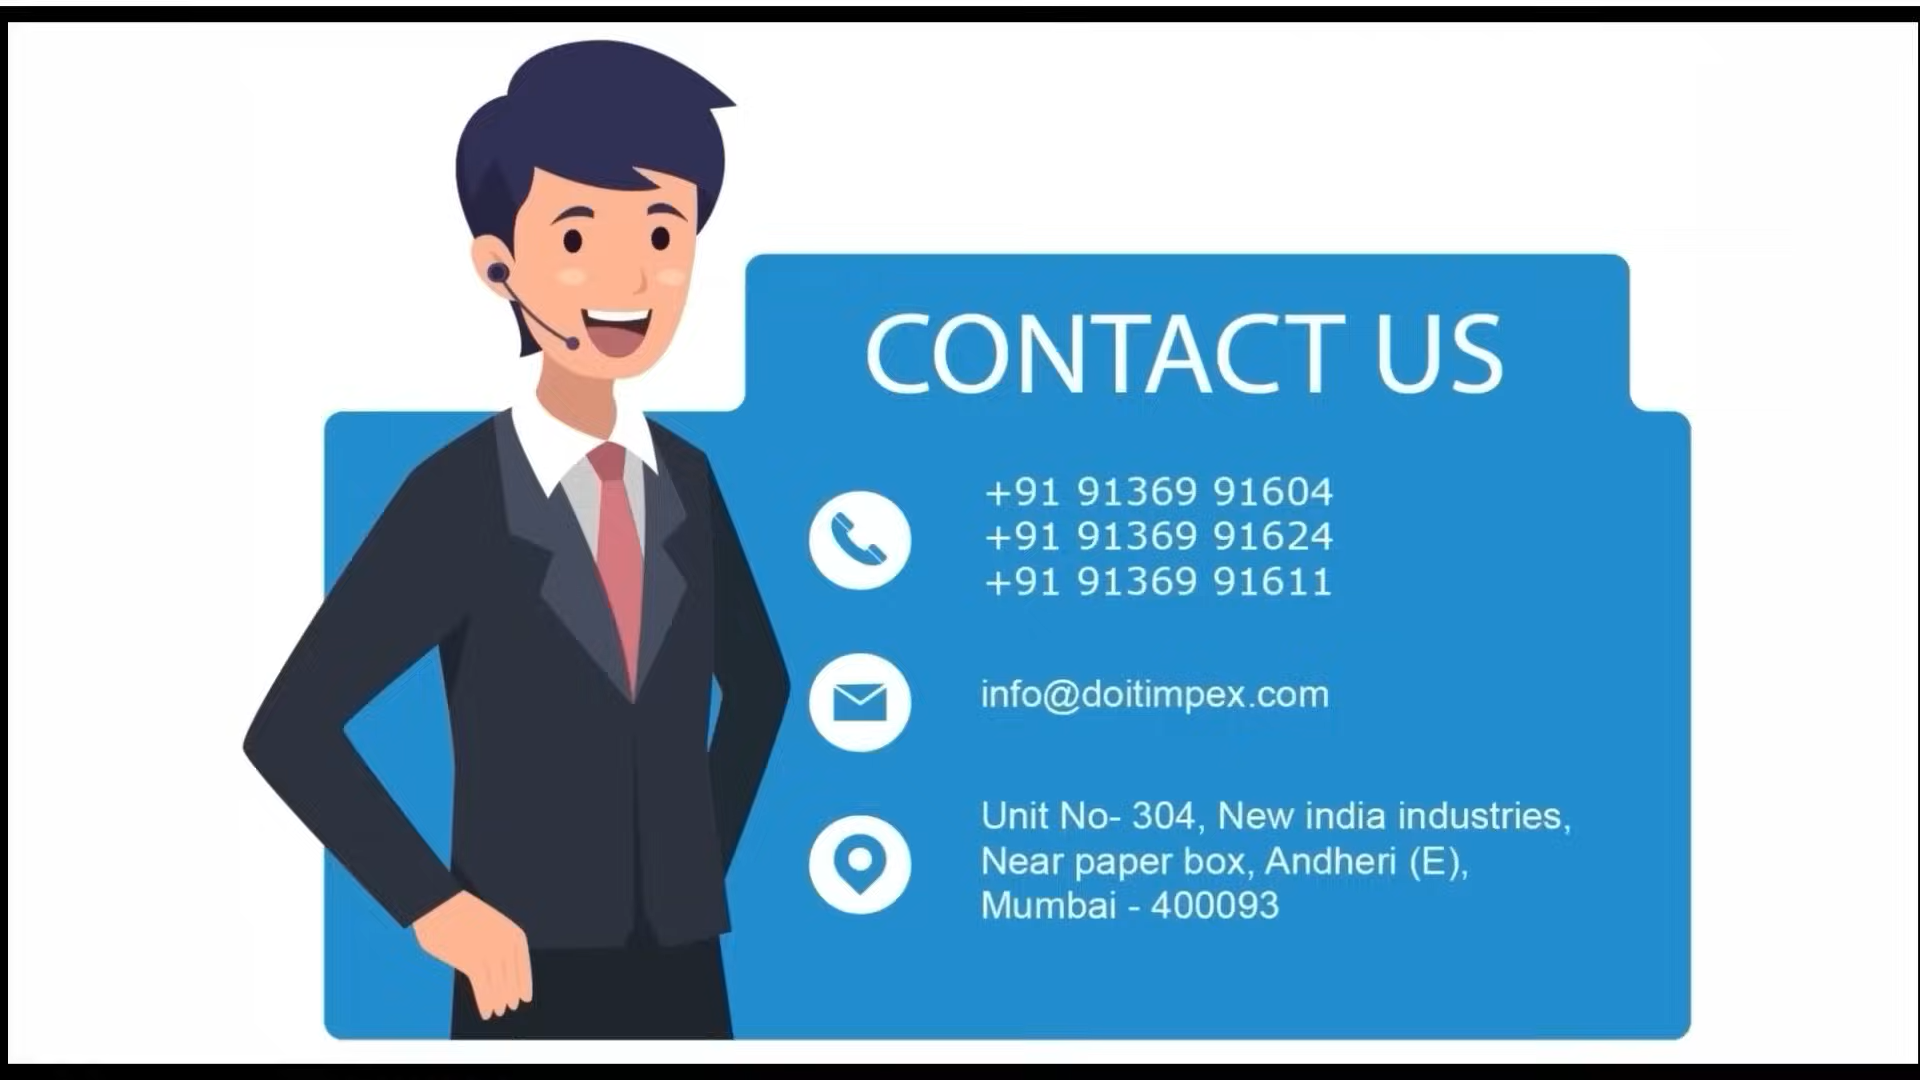 CONTACT US
+91 91369 91604
+91 91369 91624
+91 91369 91611
info@doitimpex.com
Unit No- 304, New india industries,
Near paper box, Andheri (E),
Mumbai - 400093